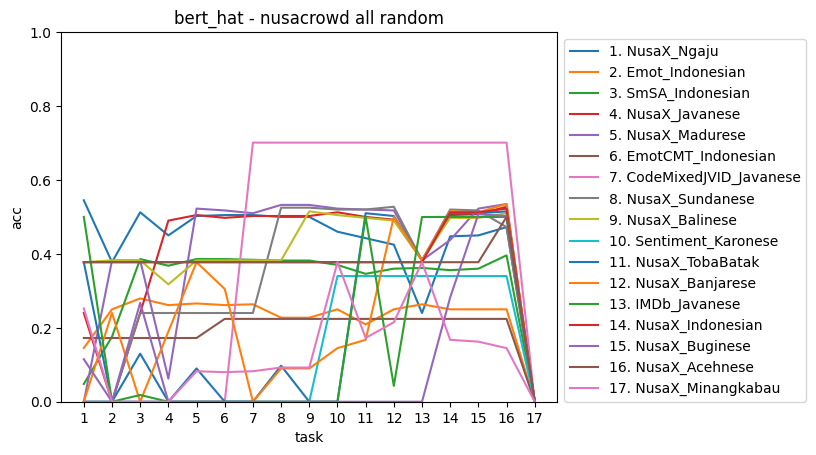 bert_hat - nusacrowd all random
1.0
0.8
0.6
0.4
0.2
0.0
acc
1 2 3 4 5 6 7 8 9 10 11 12 13 14 15 16 17
task
1. NusaX_Ngaju
2. Emot_Indonesian
3. SmSA_Indonesian
4. NusaX_Javanese
5. NusaX_Madurese
6. EmotCMT_Indonesian
7. CodeMixedJVID_Javanese
8. NusaX_Sundanese
9. NusaX_Balinese
10. Sentiment_Karonese
11. NusaX_TobaBatak
12. NusaX_Banjarese
13. IMDb_Javanese
14. NusaX_Indonesian
15. NusaX_Buginese
16. NusaX_Acehnese
17. NusaX_Minangkabau